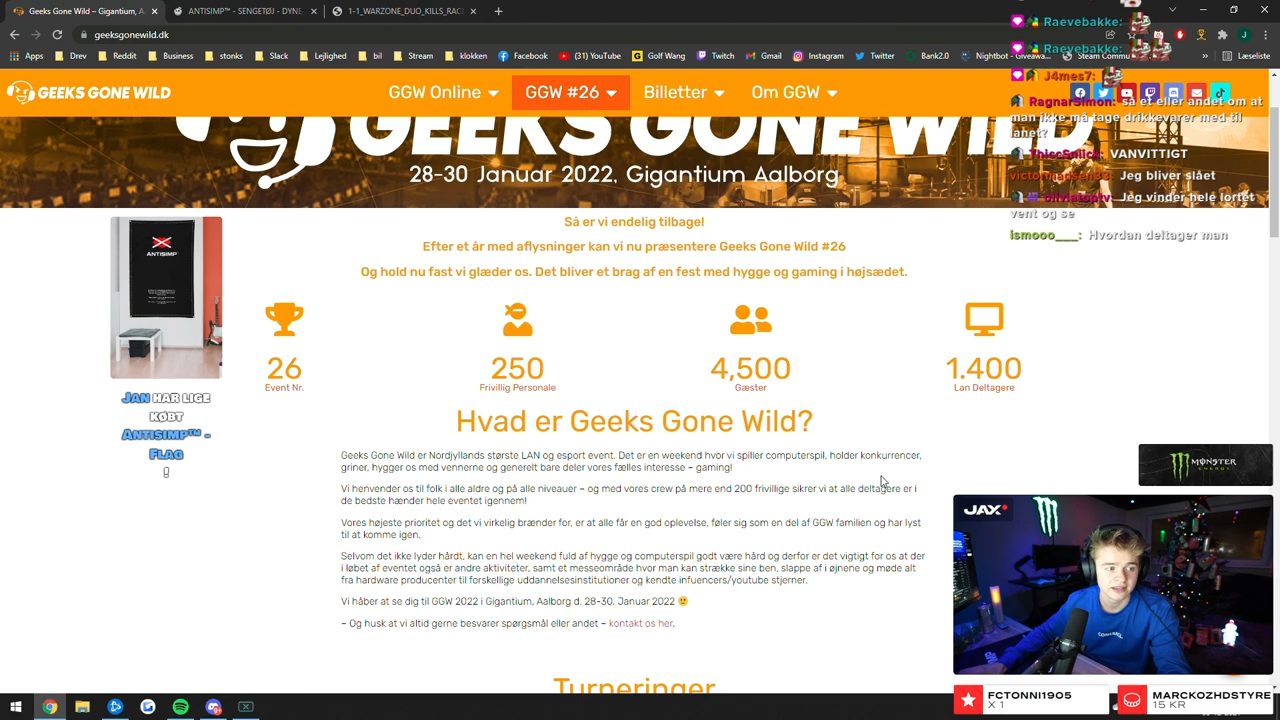 Geeks Gone Wild – Gigantium, A
ANTISIMP™ - SENGETØJ - DYNE
1-1_WARZONE_DUO_KILLS_RAC
geeksgonewild.dk
Apps Drev Reddit Business stonks Slack Lejlighed bil Stream klokken Facebook (31) YouTube Golf Wang Twitch Gmail Instagram Twitter Bank2.0 Nightbot - Giveawa... Steam Commu » Læseliste
GEEKS GONE WILD
GGW Online GGW #26 Billetter Om GGW
GEEKS GONE WILD
28-30 Januar 2022, Gigantium Aalborg
Raevebakke:
Raevebakke:
J4mes7:
RagnarSimon: så et eller andet om at
man ikke må tage drikkevarer med til
lanet?
VANVITTIGT
Jeg bliver slået
Jeg vinder hele lortet
vent og se
ismooo___: Hvordan deltager man
Så er vi endelig tilbage!
Efter et år med aflysninger kan vi nu præsentere Geeks Gone Wild #26
Og hold nu fast vi glæder os. Det bliver et brag af en fest med hygge og gaming i højsædet.
ANTISIMP™
JAN HAR LIGE
KØBT
ANTISIMP™ -
FLAG
!
26
Event Nr.
250
Frivillig Personale
4,500
Gæster
1.400
Lan Deltagere
Hvad er Geeks Gone Wild?
Geeks Gone Wild er Nordjyllands største LAN og esport event. Det er en weekend hvor vi spiller computerspil, holder konkurrencer,
griner, hygger os med vennerne og generelt bare deler vores fælles interesse – gaming!
Vi henvender os til folk i alle aldre og på alle niveauer – og med vores crew på mere end 200 frivillige sikrer vi at alle deltagere er i
de bedste hænder hele eventet igennem!
Vores højeste prioritet og det vi virkelig brænder for, er at alle får en god oplevelse, føler sig som en del af GGW familien og har lyst
til at komme igen.
Selvom det ikke lyder hårdt, kan en hel weekend fuld af hygge og computerspil godt være hård og derfor er det vigtigt for os at der
i løbet af eventet også er andre aktiviteter, samt et messeområde hvor man kan strække sine ben, slappe af i øjnene og møde alt
fra hardware producenter til forskellige uddannelsesinstitutioner og kendte infuencers/youtube stjerner.
Vi håber at se dig til GGW 2022 i Gigantium, Aalborg d. 28-30. Januar 2022 🙂
– Og husk at vi altid gerne besvarer spørgsmål eller andet – kontakt os her.
Turneringer
MONSTER
ENERGY
JAX
FCTONNI1905
X 1
MARCKOZHDSTYRE
15 KR